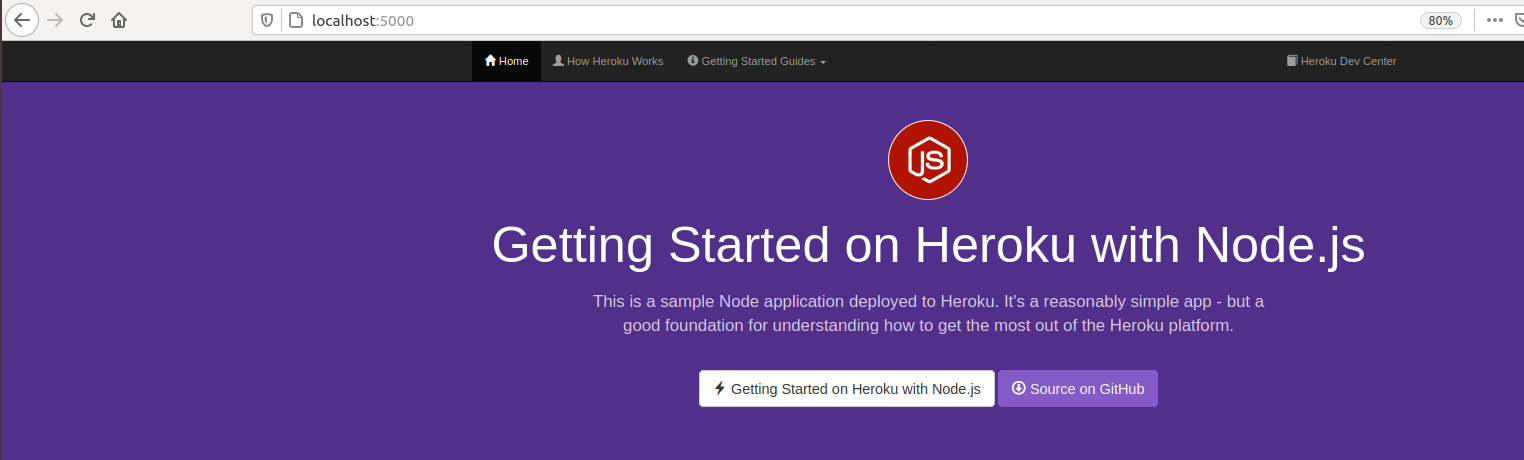 localhost:5000
80%
Home
How Heroku Works
Getting Started Guides
Heroku Dev Center
JS
Getting Started on Heroku with Node.js
This is a sample Node application deployed to Heroku. It's a reasonably simple app - but a
good foundation for understanding how to get the most out of the Heroku platform.
Getting Started on Heroku with Node.js
Source on GitHub